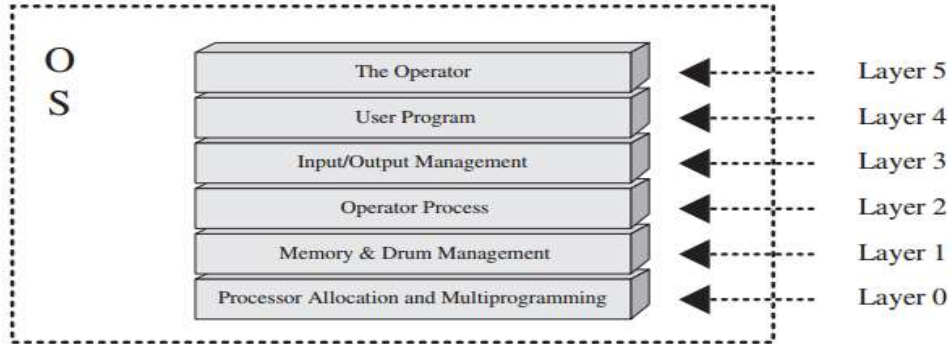 O
S
The Operator
Layer 5
User Program
Layer 4
Input/Output Management
Layer 3
Operator Process
Layer 2
Memory & Drum Management
Layer 1
Processor Allocation and Multiprogramming
Layer 0